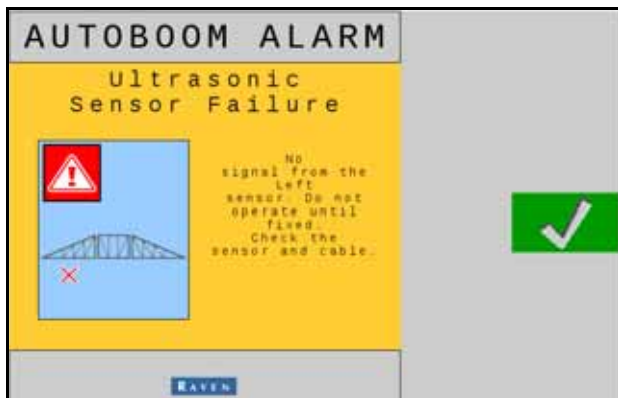 AUTOBOOM ALARM
Ultrasonic
Sensor Failure
No
signal from the
Left
sensor. Do not
operate until
fixed.
Check the
sensor and cable.
RAVEN